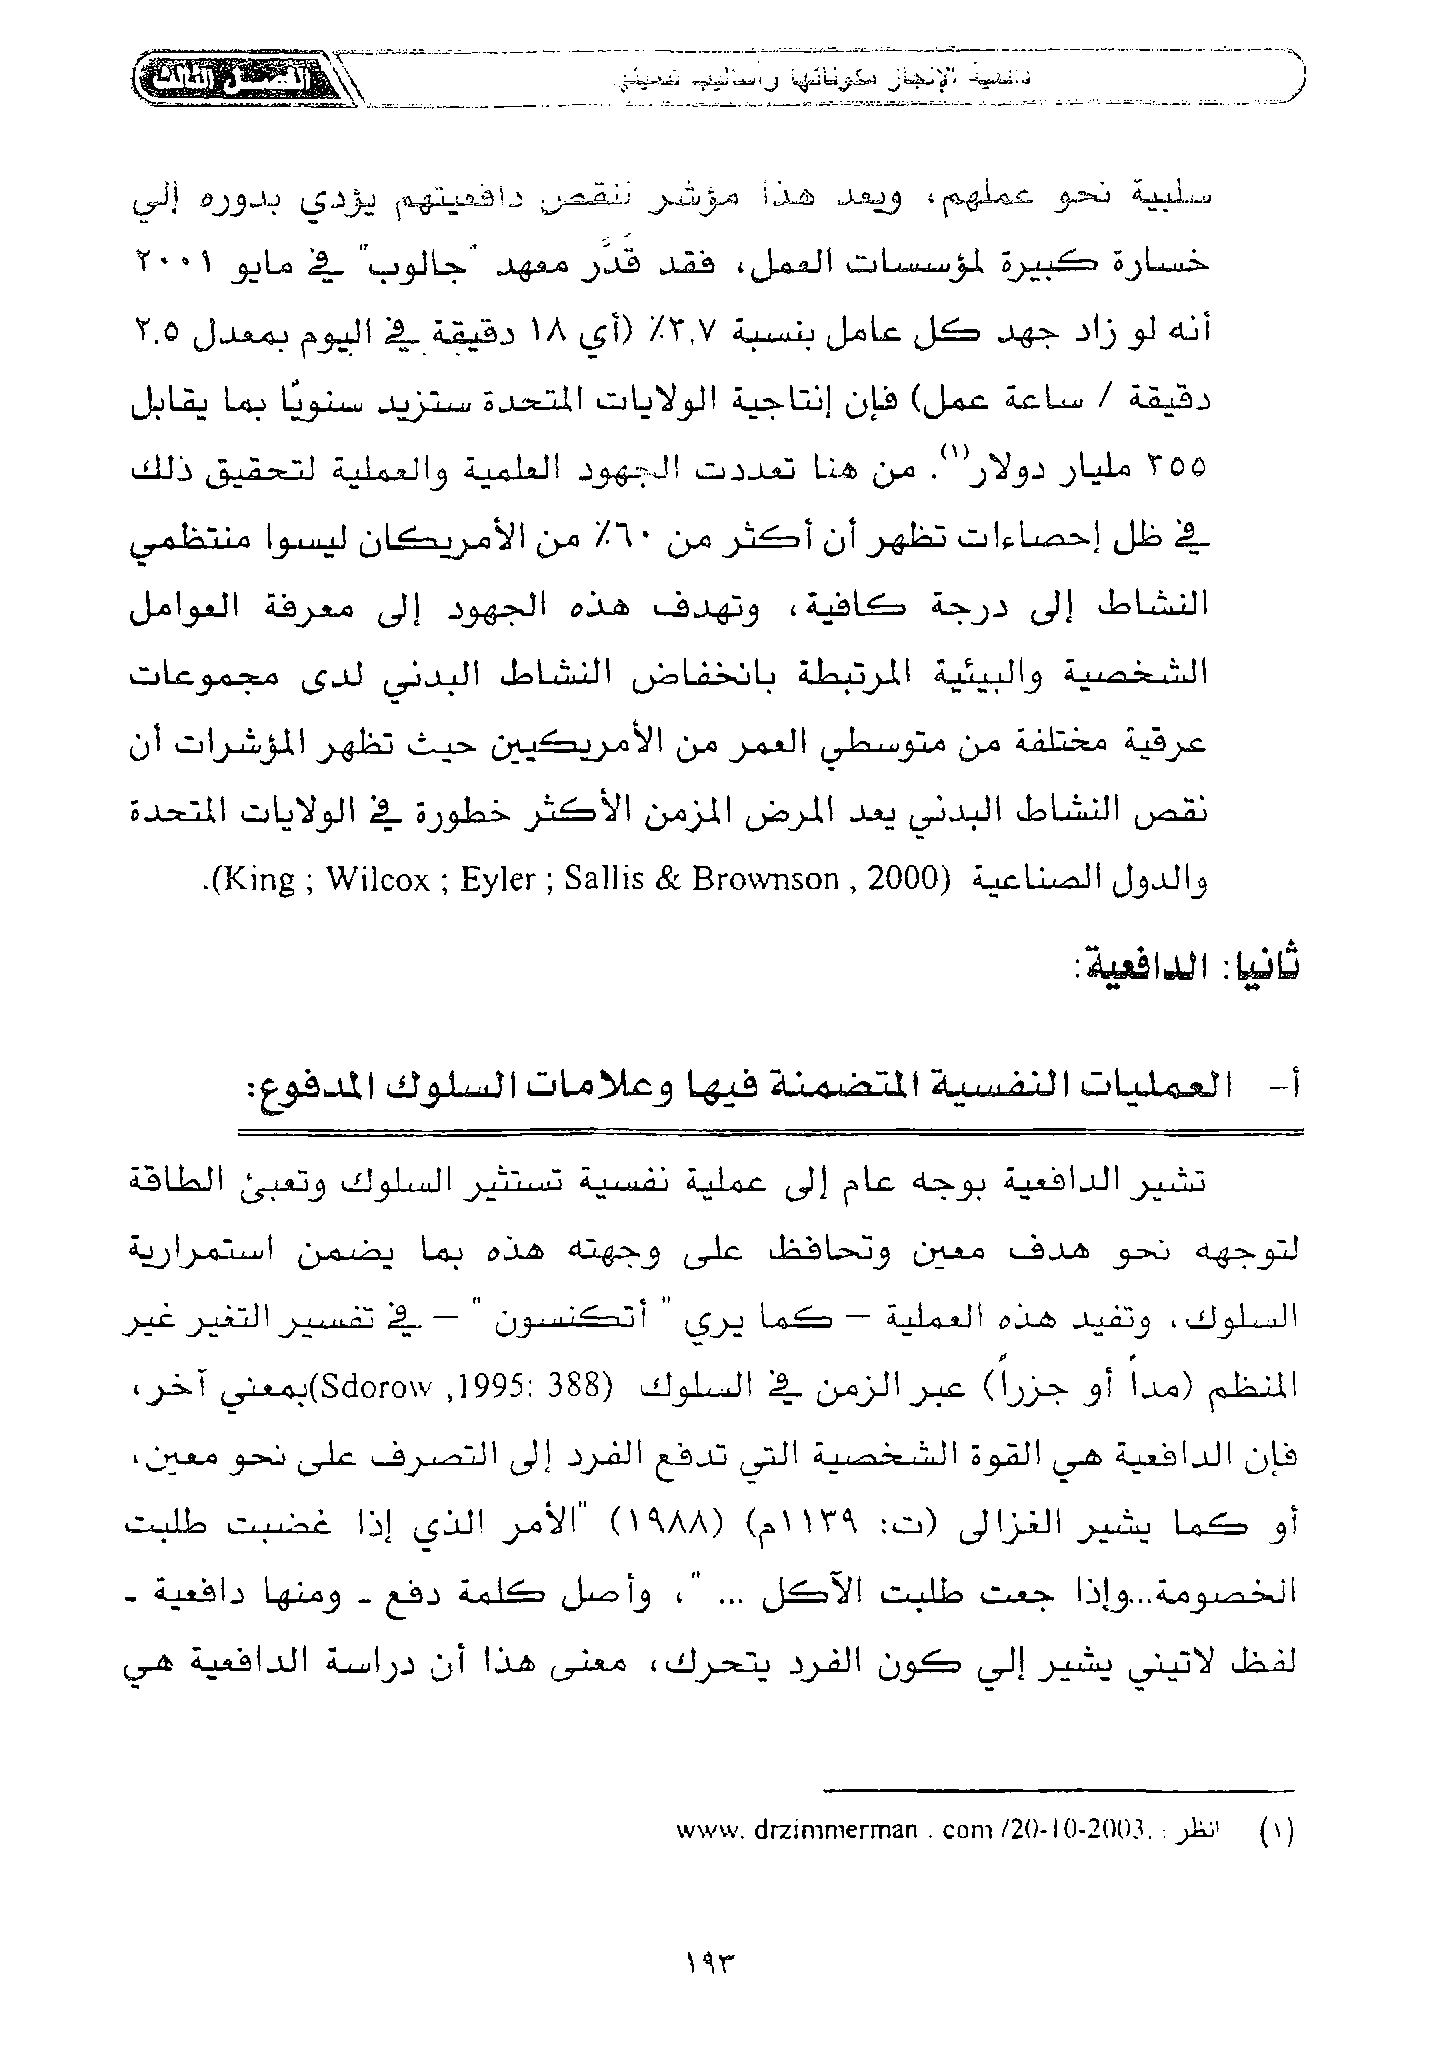 الفصل الثالث
دافعية الإنجاز مكوناتها وأساليب تحديثي
سلبية نحو عملهم، ويعد هذا مؤشر لنقص دافعيتهم يؤدي بدوره إلي
خسارة كبيرة لمؤسسات العمل، فقد قدَّر معهد "جالوب" في مايو ٢٠٠١
أنه لو زاد جهد كل عامل بنسبة ٣,٧٪ (أي ١٨ دقيقة في اليوم بمعدل ٢,٥
دقيقة / ساعة عمل) فإن إنتاجية الولايات المتحدة ستزيد سنويًا بما يقابل
٣٥٥ مليار دولار(١). من هنا تعددت الجهود العلمية والعملية لتحقيق ذلك
في ظل إحصاءات تظهر أن أكثر من ٦٠٪ من الأمريكان ليسوا منتظمي
النشاط إلى درجة كافية، وتهدف هذه الجهود إلى معرفة العوامل
الشخصية والبيئية المرتبطة بانخفاض النشاط البدني لدى مجموعات
عرقية مختلفة من متوسطي العمر من الأمريكيين حيث تظهر المؤشرات أن
نقص النشاط البدني يعد المرض المزمن الأكثر خطورة في الولايات المتحدة
والدول الصناعية (King ; Wilcox ; Eyler ; Sallis & Brownson , 2000).
ثانيا: الدافعية:
أ- العمليات النفسية المتضمنة فيها وعلامات السلوك المدفوع:
تشير الدافعية بوجه عام إلى عملية نفسية تستثير السلوك وتعبئ الطاقة
لتوجهه نحو هدف معين وتحافظ على وجهته هذه بما يضمن استمرارية
السلوك، وتفيد هذه العملية – كما يري " أتكنسون " – في تفسير التغير غير
المنظم (مداً أو جزراً) عبر الزمن في السلوك (Sdorow ,1995: 388)بمعني آخر،
فإن الدافعية هي القوة الشخصية التي تدفع الفرد إلى التصرف على نحو معين،
أو كما يشير الغزالى (ت: ١١٣٩م) (١٩٨٨) "الأمر الذي إذا غضبت طلبت
الخصومة...وإذا جعت طلبت الآكل ... "، وأصل كلمة دفع ـ ومنها دافعية ـ
لفظ لاتيني يشير إلي كون الفرد يتحرك، معنى هذا أن دراسة الدافعية هي
(١) انظر : www. drzimmerman . com /20-10-2003.
١٩٣